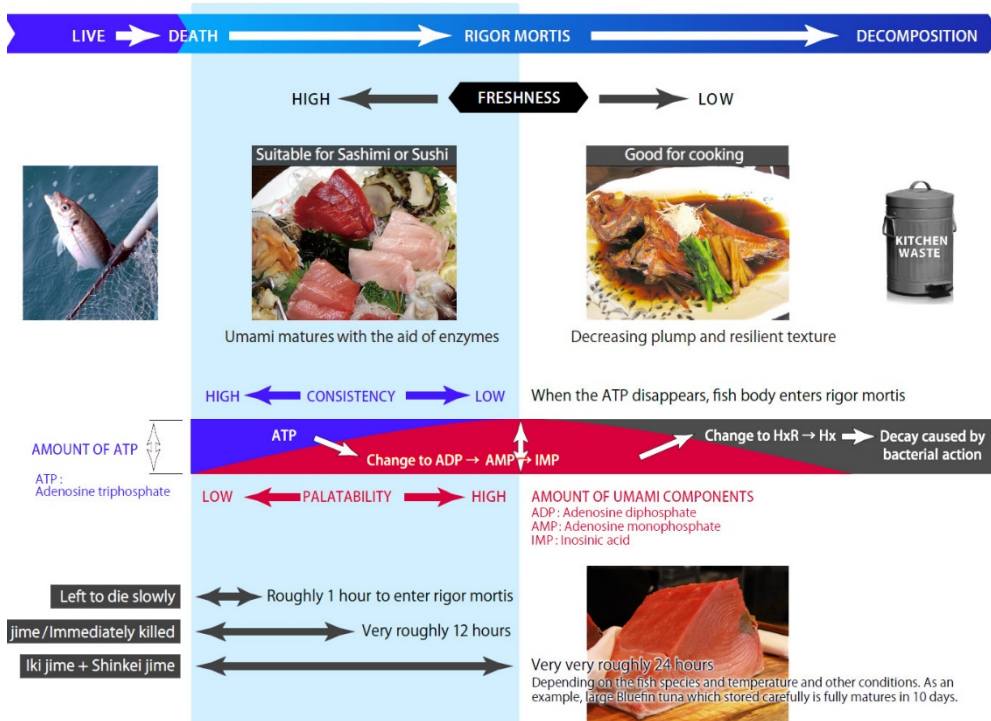 LIVE DEATH RIGOR MORTIS DECOMPOSITION
HIGH FRESHNESS LOW
Suitable for Sashimi or Sushi
Good for cooking
KITCHEN
WASTE
Umami matures with the aid of enzymes
Decreasing plump and resilient texture
HIGH CONSISTENCY LOW
When the ATP disappears, fish body enters rigor mortis
AMOUNT OF ATP
ATP :
Adenosine triphosphate
ATP
Change to ADP → AMP → IMP
Change to HxR → Hx
Decay caused by
bacterial action
LOW PALATABILITY HIGH
AMOUNT OF UMAMI COMPONENTS
ADP : Adenosine diphosphate
AMP : Adenosine monophosphate
IMP : Inosinic acid
Left to die slowly
Roughly 1 hour to enter rigor mortis
jime / Immediately killed
Very roughly 12 hours
Iki jime + Shinkei jime
Very very roughly 24 hours
Depending on the fish species and temperature and other conditions. As an
example, large Bluefin tuna which stored carefully is fully matures in 10 days.